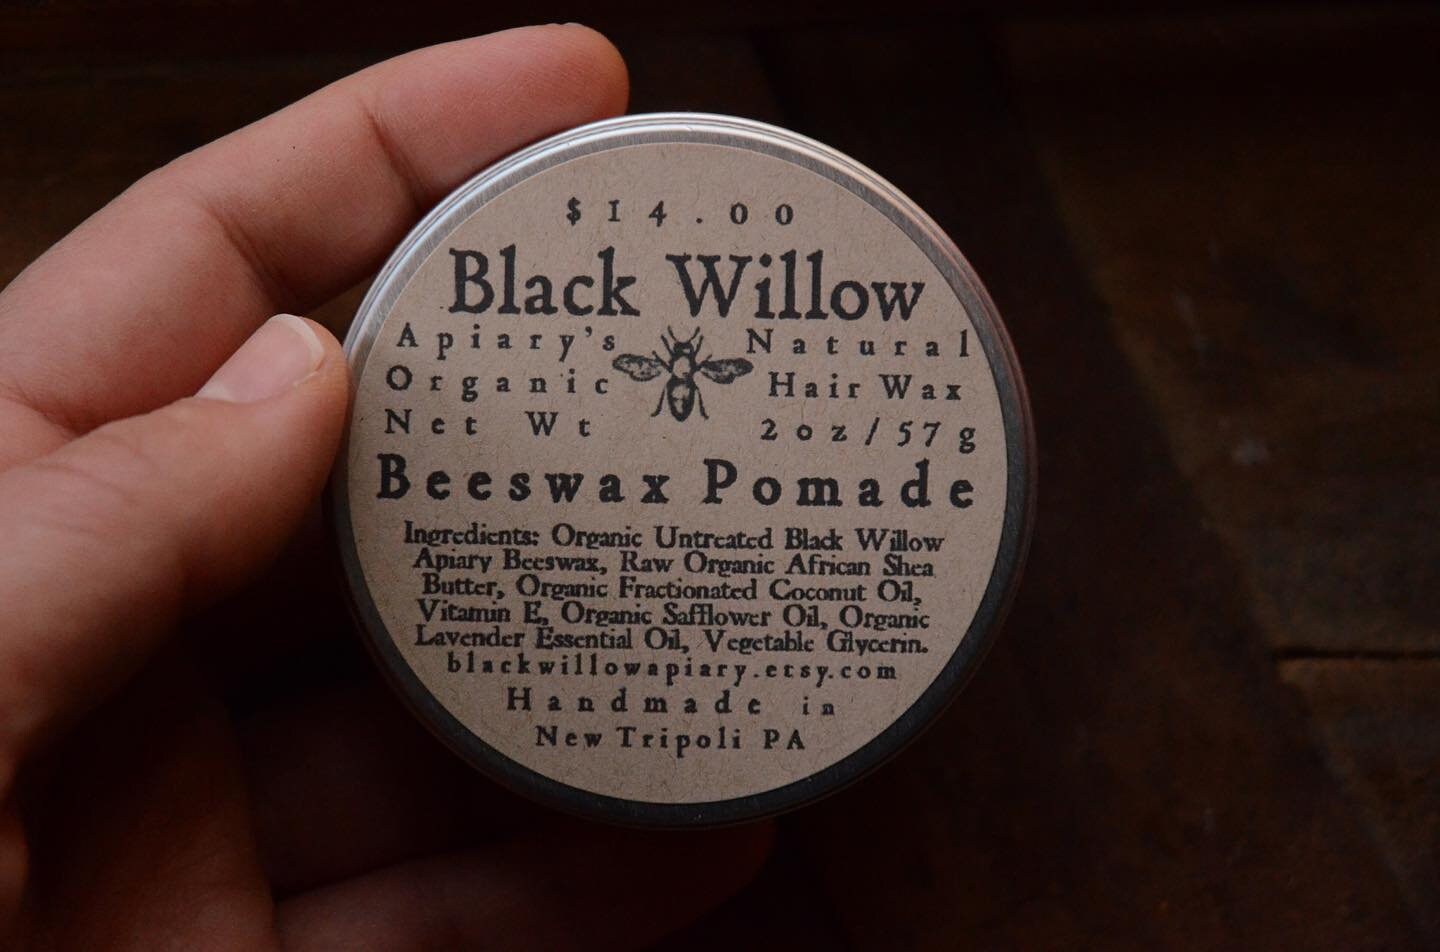 $14.00
Black Willow
Apiary's Natural
Organic Hair Wax
Net Wt 2oz/57g
Beeswax Pomade
Ingredients: Organic Untreated Black Willow
Apiary Beeswax, Raw Organic African Shea
Butter, Organic Fractionated Coconut Oil,
Vitamin E, Organic Safflower Oil, Organic
Lavender Essential Oil, Vegetable Glycerin.
blackwillowapiary.etsy.com
Handmade in
New Tripoli PA